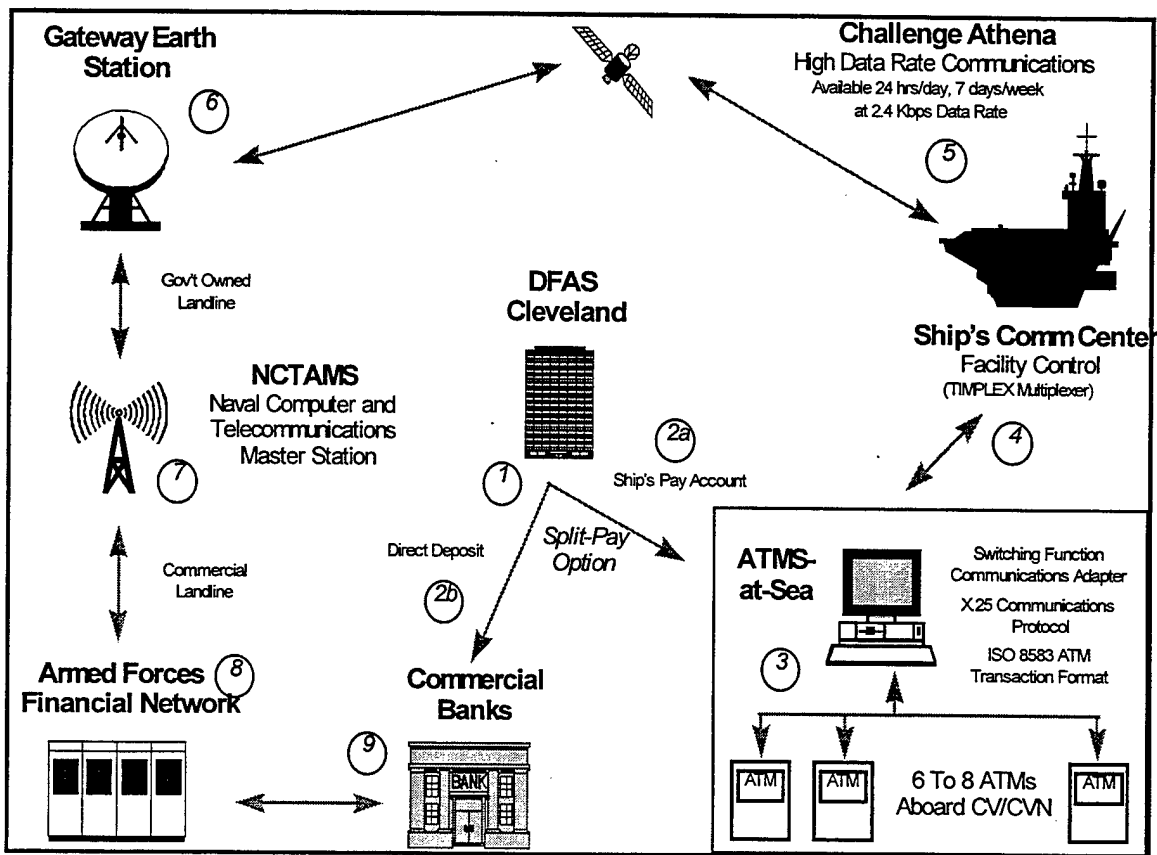 Gateway Earth
Station
6
Challenge Athena
High Data Rate Communications
Available 24 hrs/day, 7 days/week
at 2.4 Kbps Data Rate
5
Gov't Owned
Landline
DFAS
Cleveland
Ship's Comm Center
Facility Control
(TIMPLEX Multiplexer)
4
NCTAMS
Naval Computer and
Telecommunications
Master Station
7
1
2a
Ship's Pay Account
Direct Deposit
2b
Split-Pay
Option
Commercial
Landline
ATMS-
at-Sea
3
Switching Function
Communications Adapter
X.25 Communications
Protocol
ISO 8583 ATM
Transaction Format
Armed Forces
Financial Network
8
Commercial
Banks
9
BANK
ATM
ATM
6 To 8 ATMs
Aboard CV/CVN
ATM